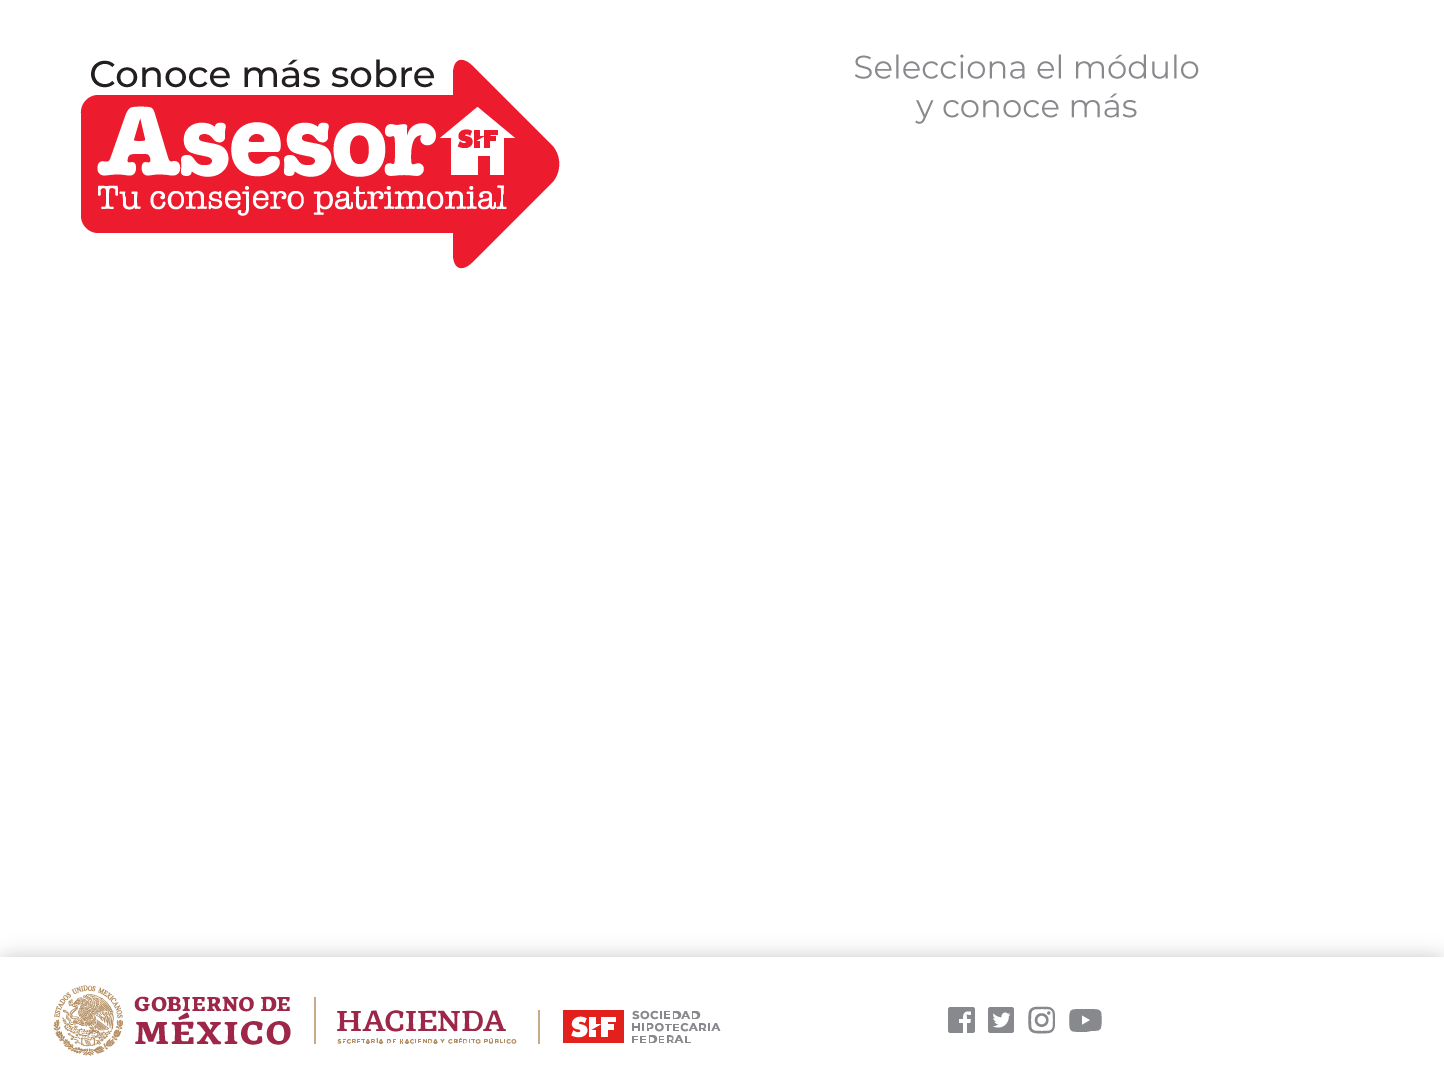 Conoce más sobre
Asesor
SHF
Tu consejero patrimonial
Selecciona el módulo
y conoce más
ESTADOS UNIDOS MEXICANOS
GOBIERNO DE
MÉXICO
HACIENDA
SECRETARÍA DE HACIENDA Y CRÉDITO PÚBLICO
SHF
SOCIEDAD
HIPOTECARIA
FEDERAL